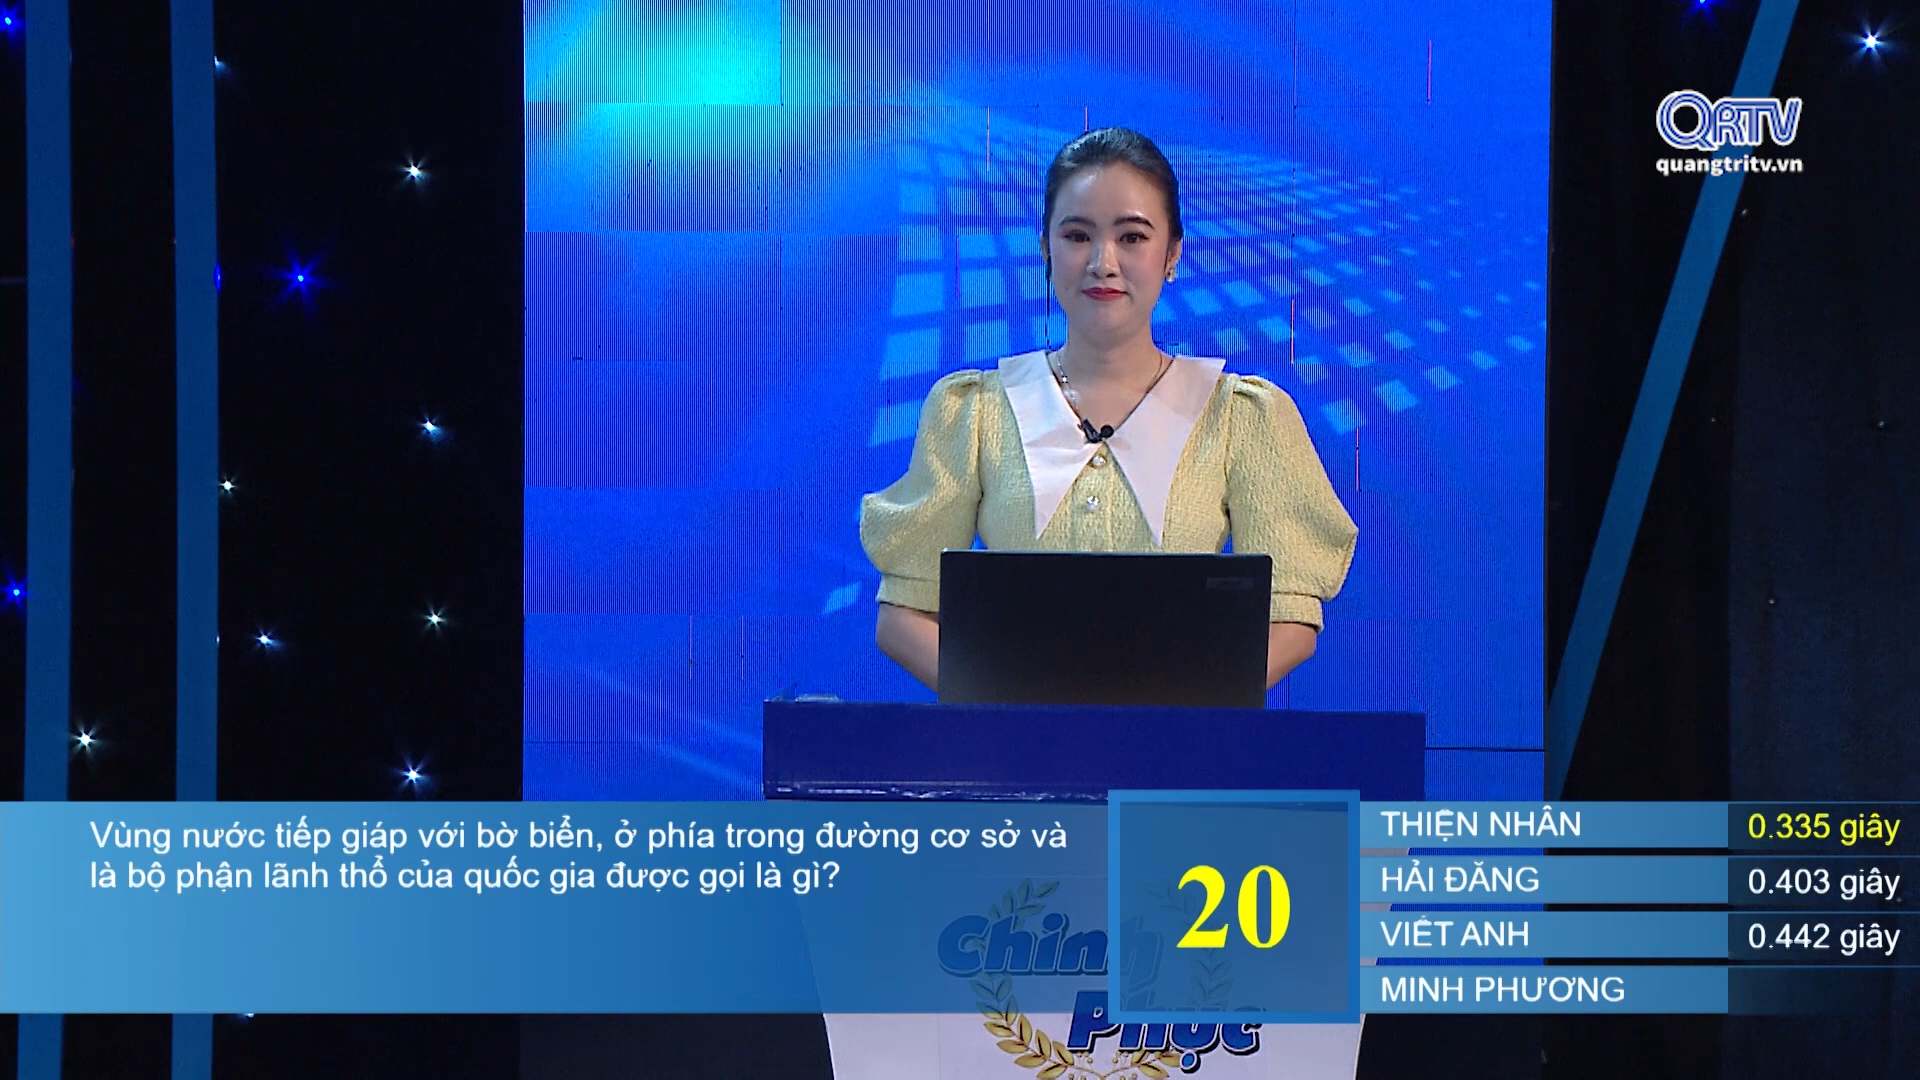 QRTV
quangtritv.vn
Vùng nước tiếp giáp với bờ biển, ở phía trong đường cơ sở và
là bộ phận lãnh thổ của quốc gia được gọi là gì?
20
THIỆN NHÂN 0.335 giây
HẢI ĐĂNG 0.403 giây
VIẾT ANH 0.442 giây
MINH PHƯƠNG
Chinh
Phục